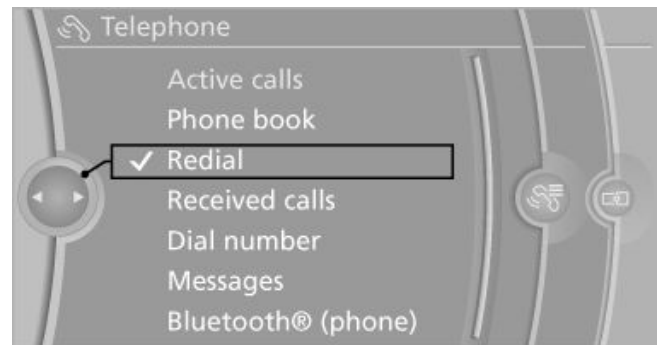 Telephone
Active calls
Phone book
Redial
Received calls
Dial number
Messages
Bluetooth® (phone)